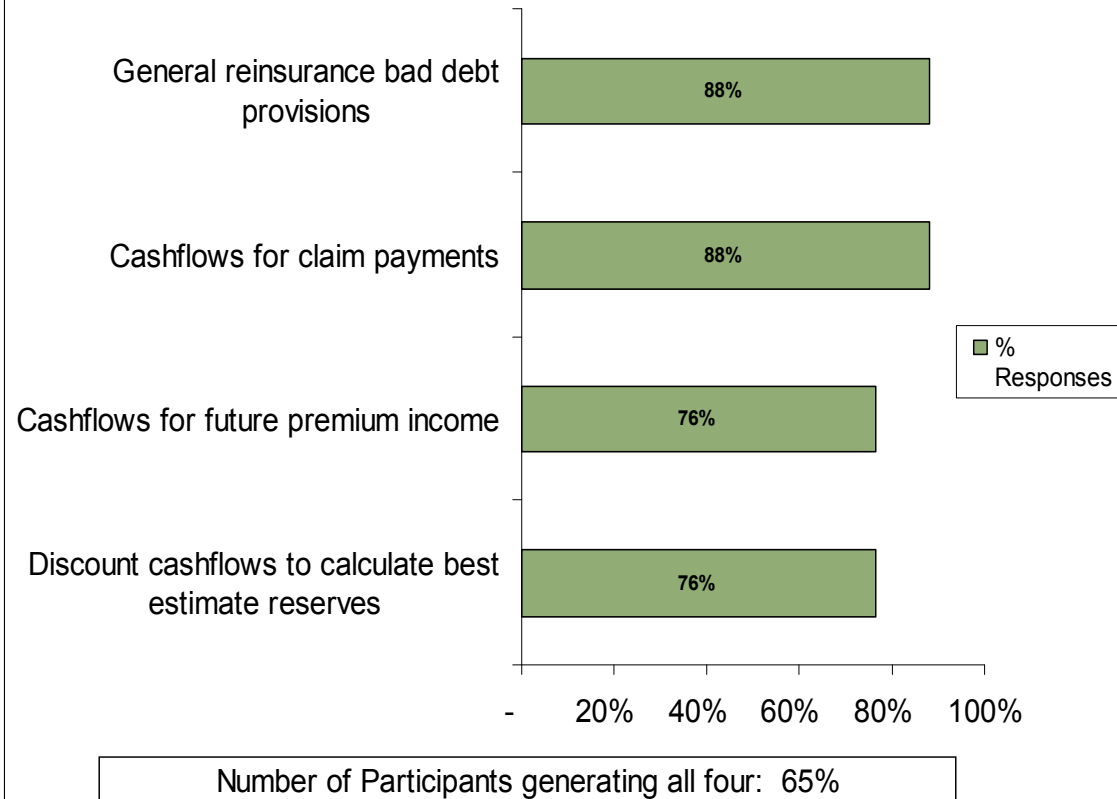 General reinsurance bad debt
provisions
88%
Cashflows for claim payments
88%
Cashflows for future premium income
76%
Discount cashflows to calculate best
estimate reserves
76%
%
Responses
- 20% 40% 60% 80% 100%
Number of Participants generating all four: 65%